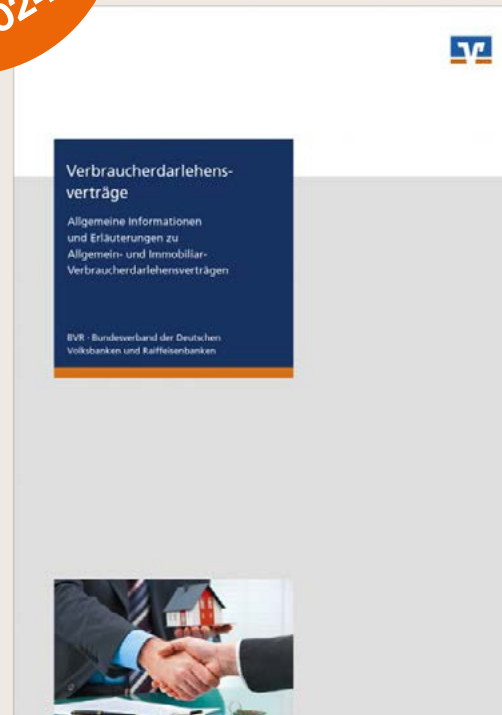 Verbraucherdarlehens-
verträge
Allgemeine Informationen
und Erläuterungen zu
Allgemein- und Immobiliar-
Verbraucherdarlehensverträgen
BVR · Bundesverband der Deutschen
Volksbanken und Raiffeisenbanken